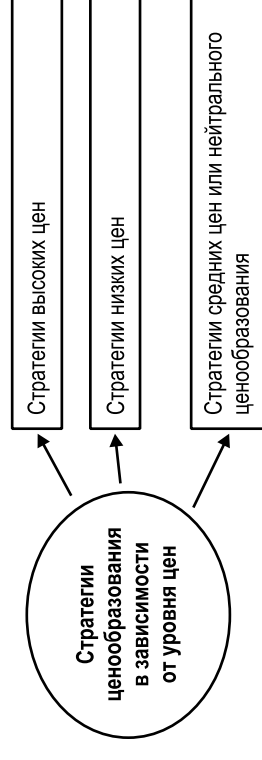 Стратегии
ценообразования
в зависимости
от уровня цен
Стратегии высоких цен
Стратегии низких цен
Стратегии средних цен или нейтрального
ценообразования